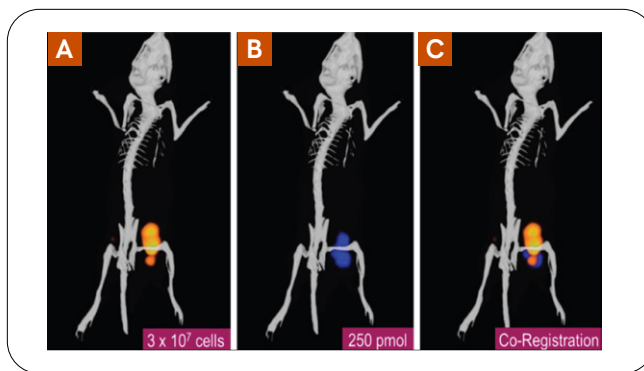 A
B
C
3 x 10⁷ cells
250 pmol
Co-Registration